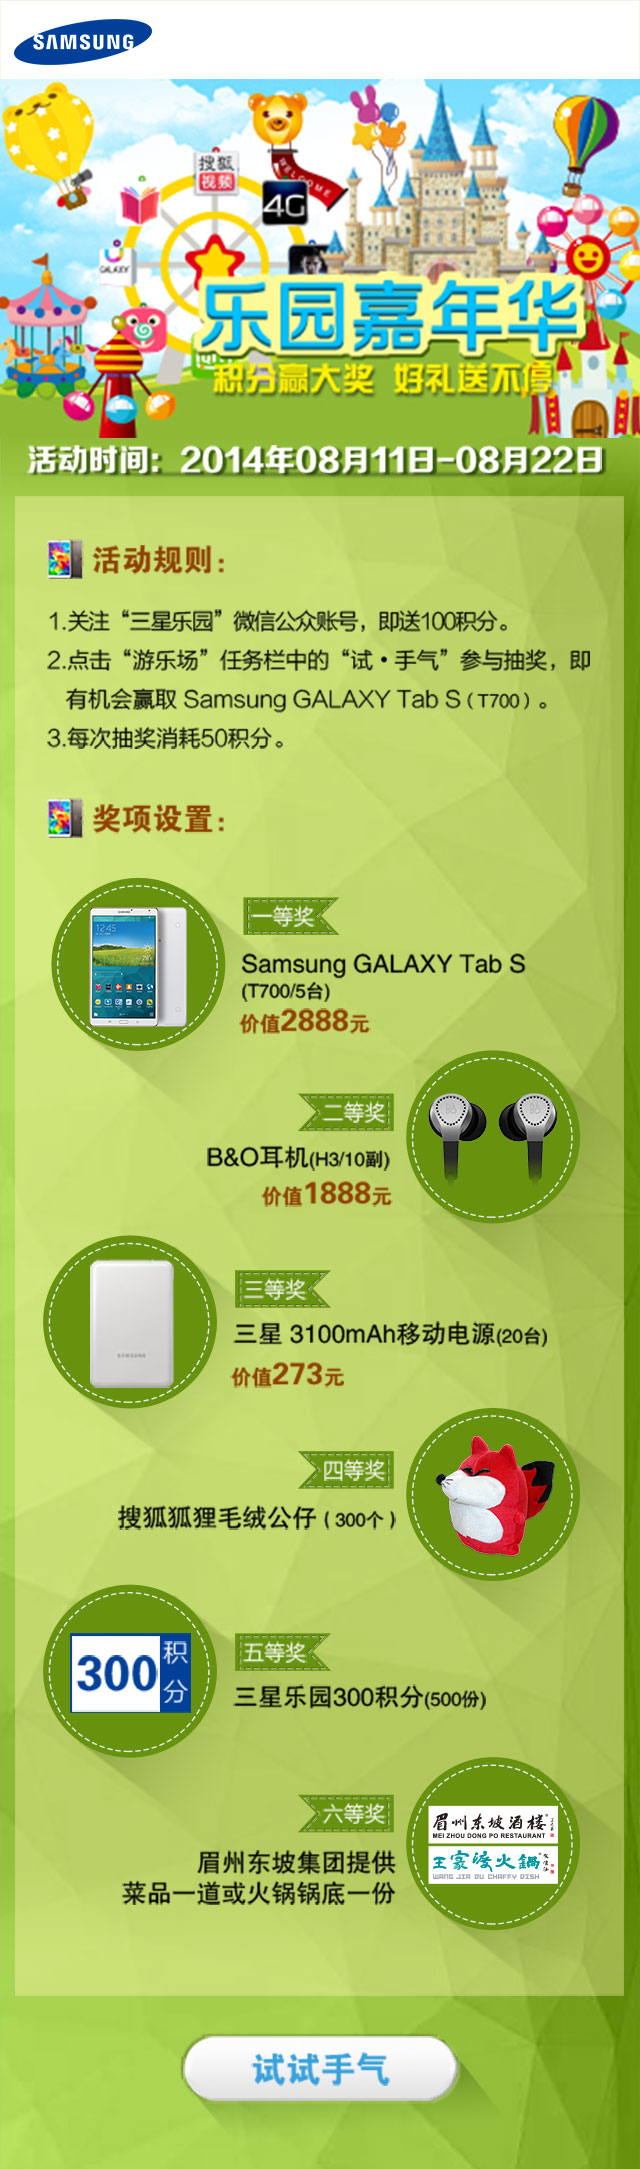 SAMSUNG
搜狐
视频
WELCOME
4G
GALAXY
乐园嘉年华
积分赢大奖 好礼送不停
活动时间：2014年08月11日-08月22日
活动规则：
1.关注“三星乐园”微信公众账号，即送100积分。
2.点击“游乐场”任务栏中的“试·手气”参与抽奖，即
有机会赢取 Samsung GALAXY Tab S（T700）。
3.每次抽奖消耗50积分。
奖项设置：
一等奖
Samsung GALAXY Tab S
(T700/5台)
价值2888元
二等奖
B&O耳机(H3/10副)
价值1888元
SAMSUNG
三等奖
三星 3100mAh移动电源(20台)
价值273元
四等奖
搜狐狐狸毛绒公仔（300个）
300积分
五等奖
三星乐园300积分(500份)
六等奖
眉州东坡集团提供
菜品一道或火锅锅底一份
眉州东坡酒楼
MEI ZHOU DONG PO RESTAURANT
王家渡火锅
WANG JIA DU CHAFFY DISH
试试手气